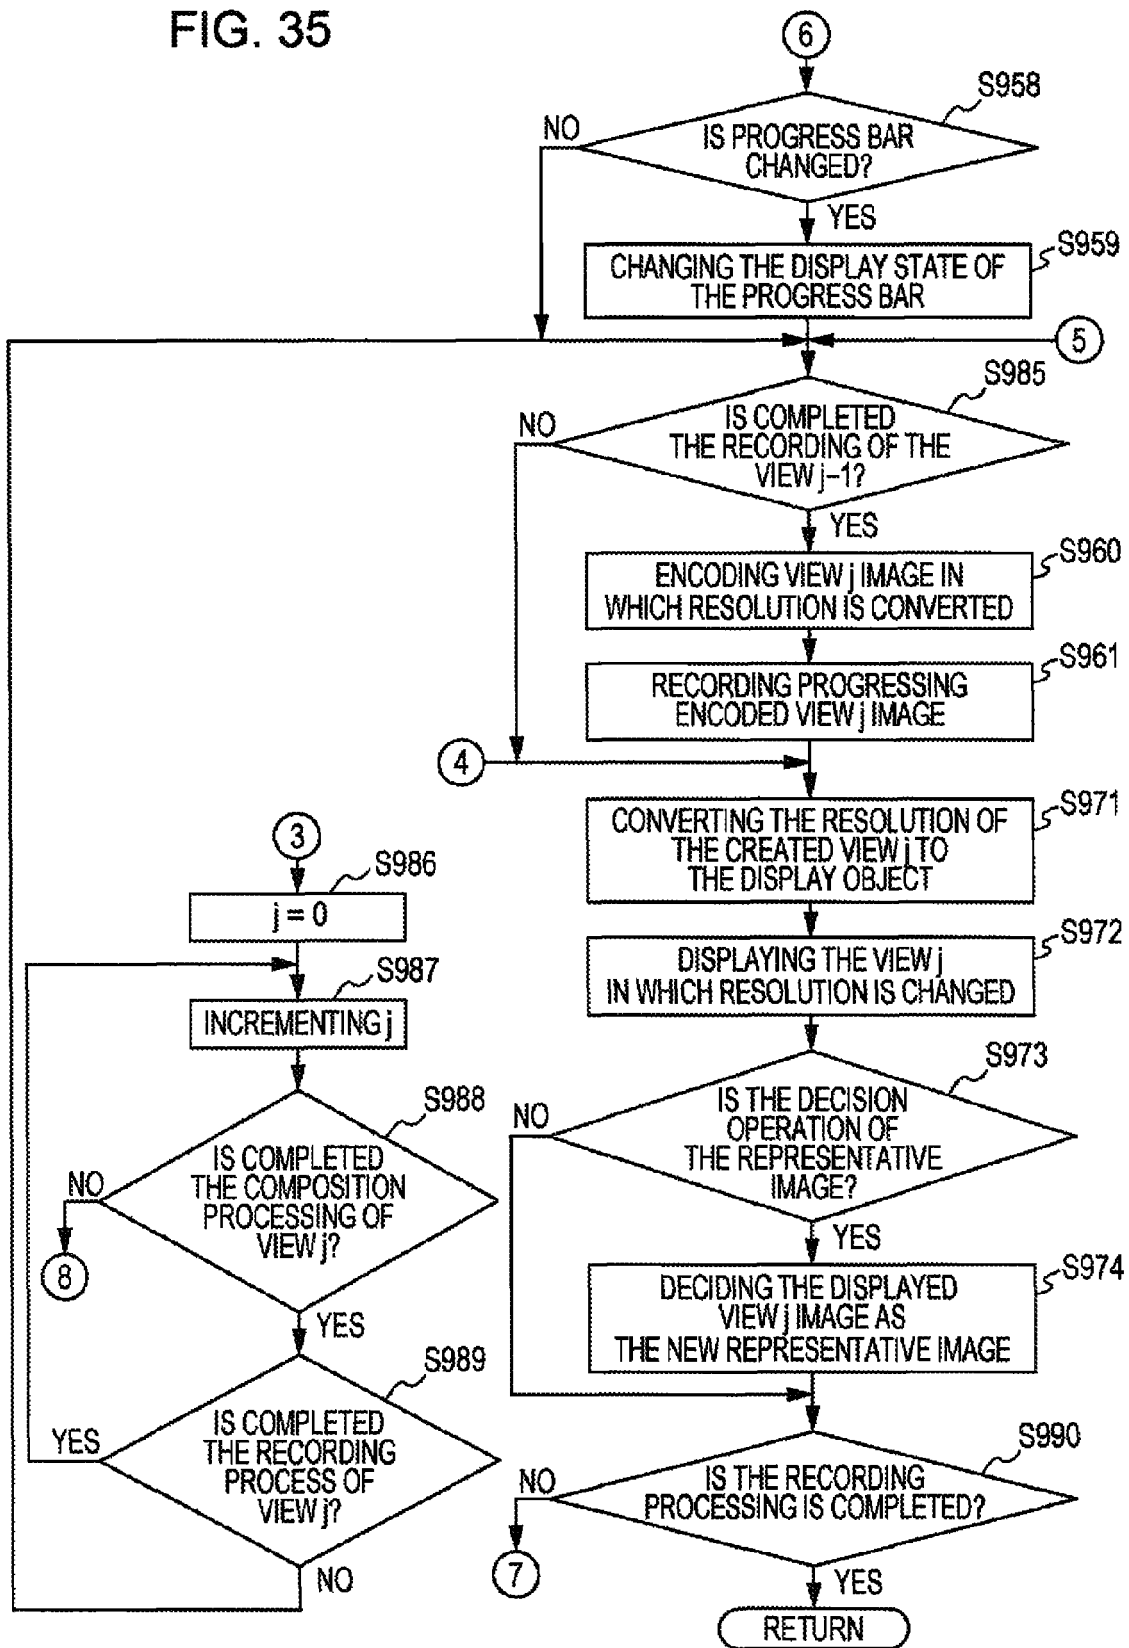 FIG. 35
6
S958
IS PROGRESS BAR
CHANGED?
NO
YES
S959
CHANGING THE DISPLAY STATE OF
THE PROGRESS BAR
5
S985
IS COMPLETED
THE RECORDING OF THE
VIEW j-1?
NO
YES
S960
ENCODING VIEW j IMAGE IN
WHICH RESOLUTION IS CONVERTED
S961
RECORDING PROGRESSING
ENCODED VIEW j IMAGE
4
S971
CONVERTING THE RESOLUTION OF
THE CREATED VIEW j TO
THE DISPLAY OBJECT
S972
DISPLAYING THE VIEW j
IN WHICH RESOLUTION IS CHANGED
S973
IS THE DECISION
OPERATION OF
THE REPRESENTATIVE
IMAGE?
NO
YES
S974
DECIDING THE DISPLAYED
VIEW j IMAGE AS
THE NEW REPRESENTATIVE IMAGE
S990
IS THE RECORDING
PROCESSING IS COMPLETED?
NO
7
YES
RETURN
3
S986
j = 0
S987
INCREMENTING j
S988
IS COMPLETED
THE COMPOSITION
PROCESSING OF
VIEW j?
NO
8
YES
S989
IS COMPLETED
THE RECORDING
PROCESS OF
VIEW j?
YES
NO